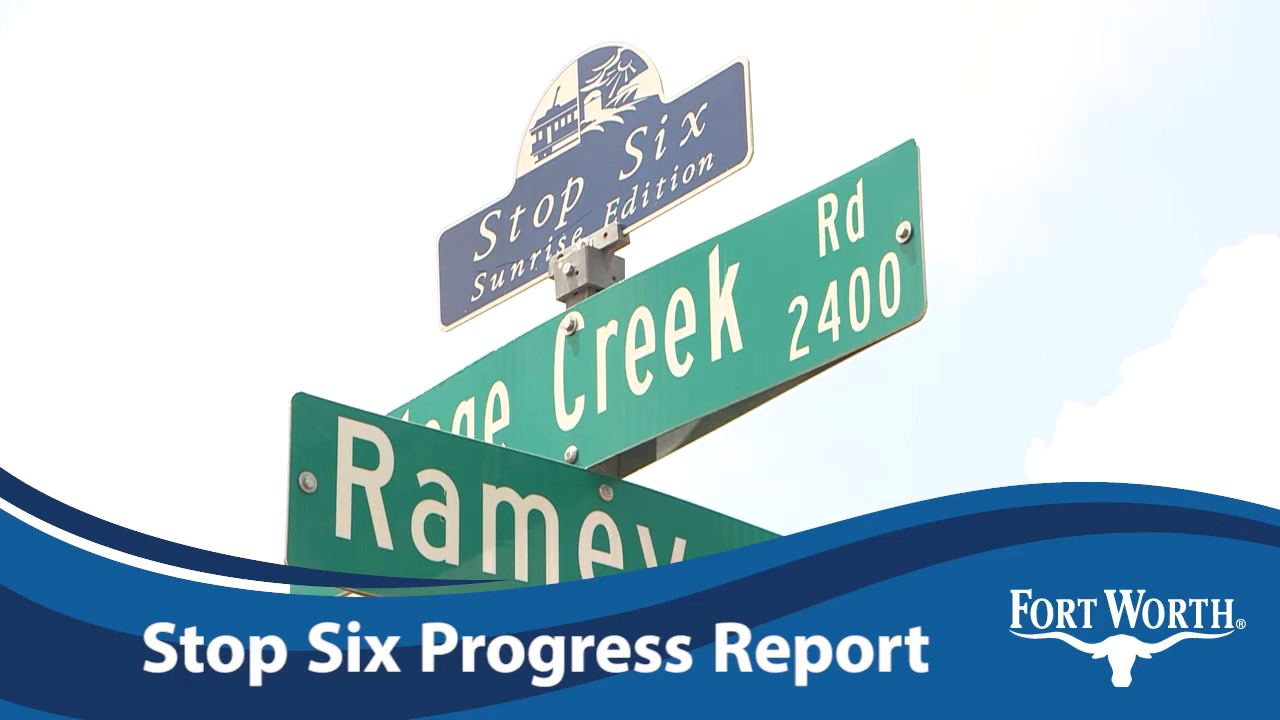 Stop Six
Sunrise Edition
Creek Rd
2400
Ramey
Stop Six Progress Report
FORT WORTH®